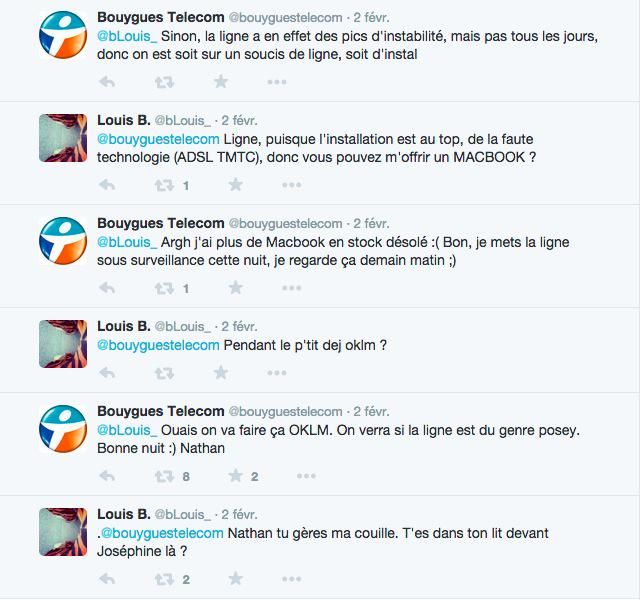 Bouygues Telecom @bouyguestelecom · 2 févr.
@bLouis_ Sinon, la ligne a en effet des pics d'instabilité, mais pas tous les jours,
donc on est soit sur un soucis de ligne, soit d'instal
Louis B. @bLouis_ · 2 févr.
@bouyguestelecom Ligne, puisque l'installation est au top, de la faute
technologie (ADSL TMTC), donc vous pouvez m'offrir un MACBOOK ?
1
Bouygues Telecom @bouyguestelecom · 2 févr.
@bLouis_ Argh j'ai plus de Macbook en stock désolé :( Bon, je mets la ligne
sous surveillance cette nuit, je regarde ça demain matin ;)
1
Louis B. @bLouis_ · 2 févr.
@bouyguestelecom Pendant le p'tit dej oklm ?
Bouygues Telecom @bouyguestelecom · 2 févr.
@bLouis_ Ouais on va faire ça OKLM. On verra si la ligne est du genre posey.
Bonne nuit :) Nathan
8 2
Louis B. @bLouis_ · 2 févr.
.@bouyguestelecom Nathan tu gères ma couille. T'es dans ton lit devant
Joséphine là ?
2